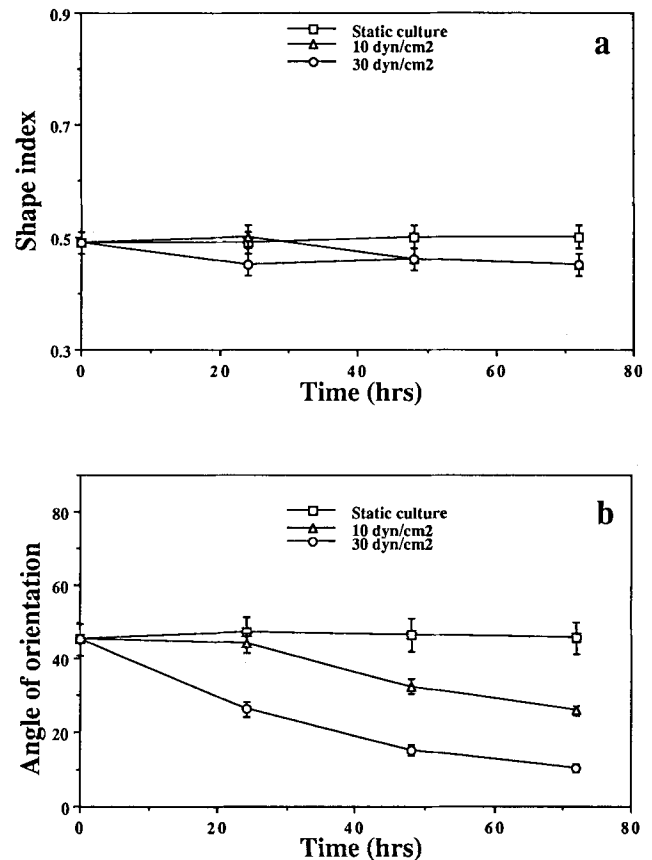 0.9
Static culture
10 dyn/cm2
30 dyn/cm2
a
0.7
Shape index
0.5
0.3
0 20 40 60 80
Time (hrs)
80
Static culture
10 dyn/cm2
30 dyn/cm2
b
60
Angle of orientation
40
20
0
0 20 40 60 80
Time (hrs)